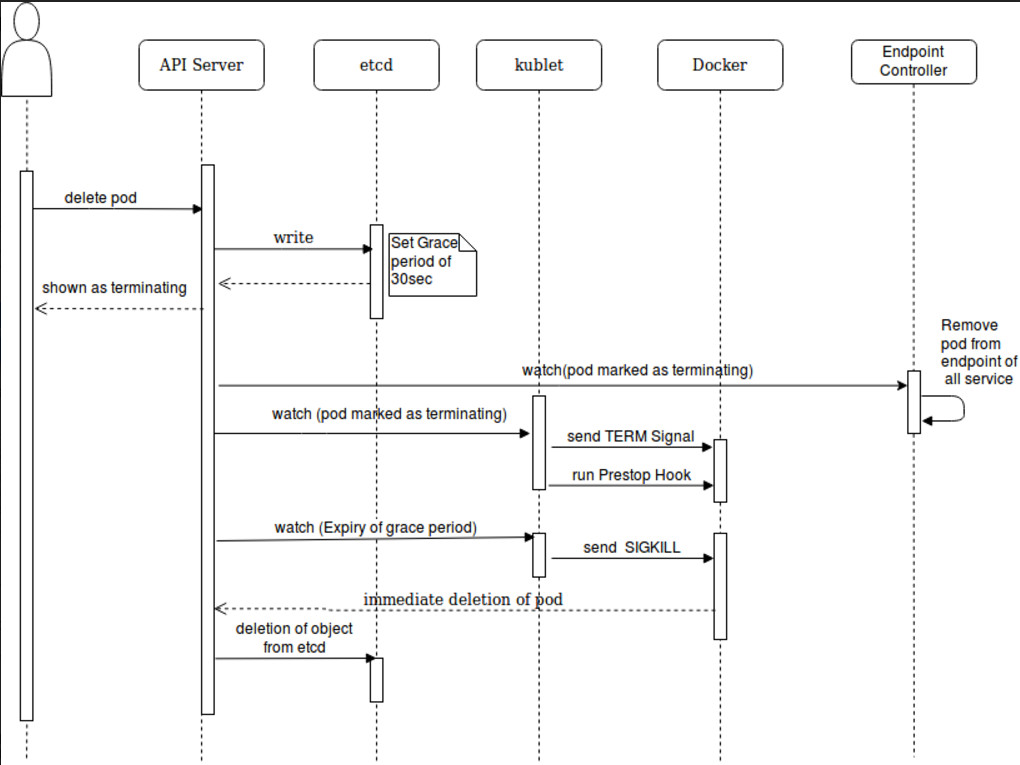 API Server
etcd
kublet
Docker
Endpoint
Controller
delete pod
write
Set Grace
period of
30sec
shown as terminating
Remove
pod from
endpoint of
all service
watch(pod marked as terminating)
watch (pod marked as terminating)
send TERM Signal
run Prestop Hook
watch (Expiry of grace period)
send SIGKILL
immediate deletion of pod
deletion of object
from etcd